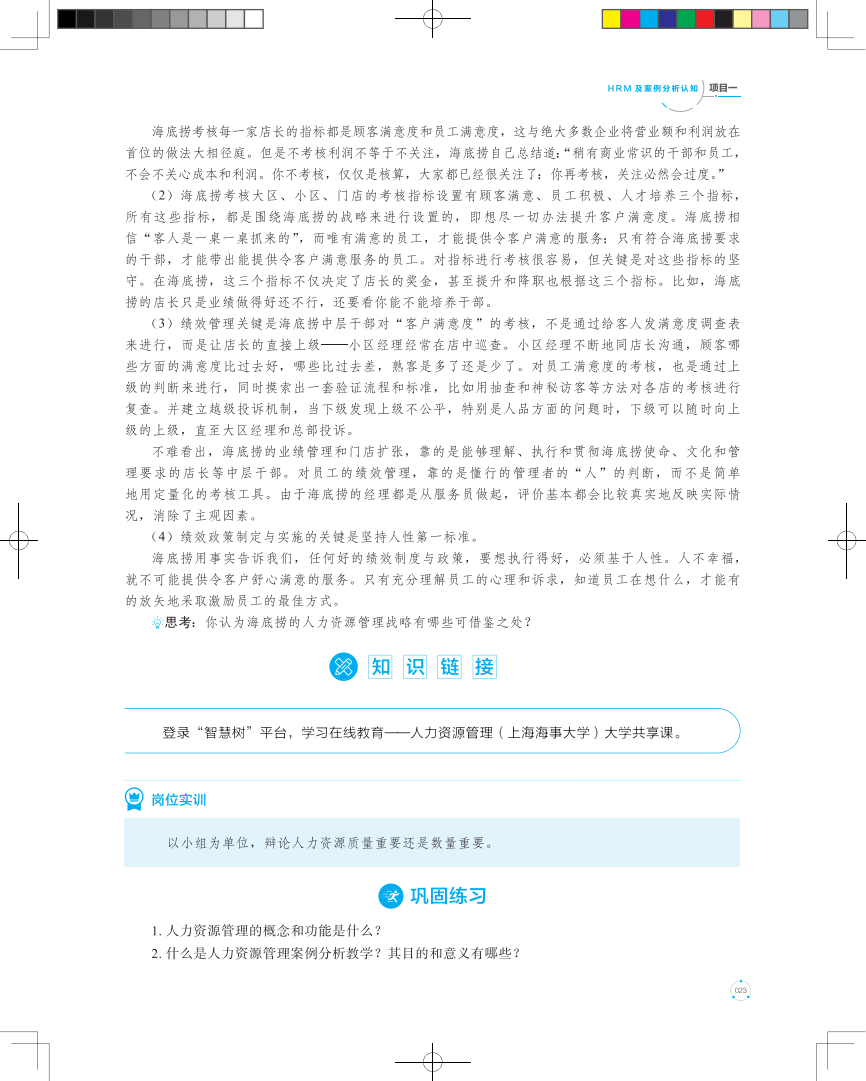 HRM 及案例分析认知 项目一
海底捞考核每一家店长的指标都是顾客满意度和员工满意度，这与绝大多数企业将营业额和利润放在
首位的做法大相径庭。但是不考核利润不等于不关注，海底捞自己总结道：“稍有商业常识的干部和员工，
不会不关心成本和利润。你不考核，仅仅是核算，大家都已经很关注了：你再考核，关注必然会过度。”
（2）海底捞考核大区、小区、门店的考核指标设置有顾客满意、员工积极、人才培养三个指标，
所有这些指标，都是围绕海底捞的战略来进行设置的，即想尽一切办法提升客户满意度。海底捞相
信“客人是一桌一桌抓来的”，而唯有满意的员工，才能提供令客户满意的服务；只有符合海底捞要求
的干部，才能带出能提供令客户满意服务的员工。对指标进行考核很容易，但关键是对这些指标的坚
守。在海底捞，这三个指标不仅决定了店长的奖金，甚至提升和降职也根据这三个指标。比如，海底
捞的店长只是业绩做得好还不行，还要看你能不能培养干部。
（3）绩效管理关键是海底捞中层干部对“客户满意度”的考核，不是通过给客人发满意度调查表
来进行，而是让店长的直接上级——小区经理经常在店中巡查。小区经理不断地同店长沟通，顾客哪
些方面的满意度比过去好，哪些比过去差，熟客是多了还是少了。对员工满意度的考核，也是通过上
级的判断来进行，同时摸索出一套验证流程和标准，比如用抽查和神秘访客等方法对各店的考核进行
复查。并建立越级投诉机制，当下级发现上级不公平，特别是人品方面的问题时，下级可以随时向上
级的上级，直至大区经理和总部投诉。
不难看出，海底捞的业绩管理和门店扩张，靠的是能够理解、执行和贯彻海底捞使命、文化和管
理要求的店长等中层干部。对员工的绩效管理，靠的是懂行的管理者的“人”的判断，而不是简单
地用定量化的考核工具。由于海底捞的经理都是从服务员做起，评价基本都会比较真实地反映实际情
况，消除了主观因素。
（4）绩效政策制定与实施的关键是坚持人性第一标准。
海底捞用事实告诉我们，任何好的绩效制度与政策，要想执行得好，必须基于人性。人不幸福，
就不可能提供令客户舒心满意的服务。只有充分理解员工的心理和诉求，知道员工在想什么，才能有
的放矢地采取激励员工的最佳方式。
思考：你认为海底捞的人力资源管理战略有哪些可借鉴之处？
知识链接
登录“智慧树”平台，学习在线教育——人力资源管理（上海海事大学）大学共享课。
岗位实训
以小组为单位，辩论人力资源质量重要还是数量重要。
巩固练习
1. 人力资源管理的概念和功能是什么？
2. 什么是人力资源管理案例分析教学？其目的和意义有哪些？
023